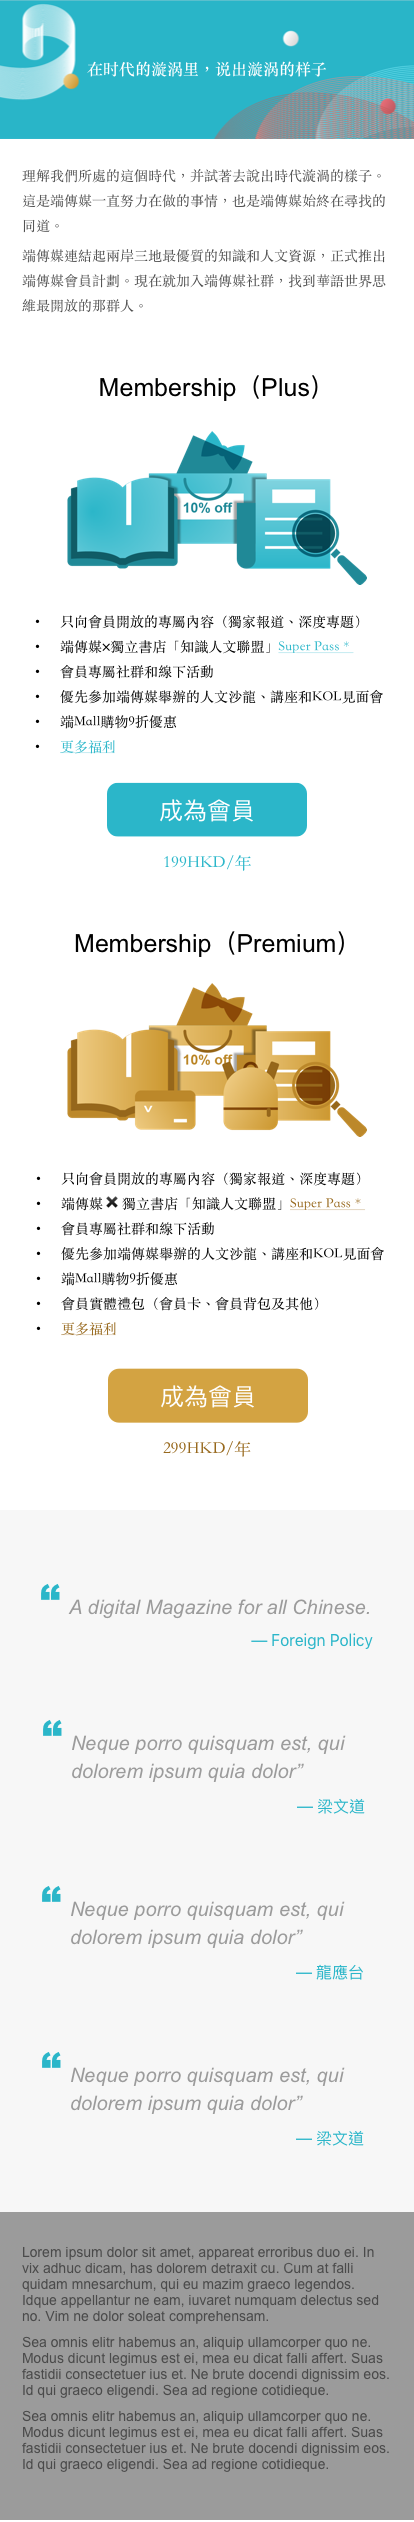 在时代的漩涡里，说出漩涡的样子
理解我們所處的這個時代，并試著去說出時代漩渦的樣子。
這是端傳媒一直努力在做的事情，也是端傳媒始終在尋找的
同道。
端傳媒連結起兩岸三地最優質的知識和人文資源，正式推出
端傳媒會員計劃。現在就加入端傳媒社群，找到華語世界思
維最開放的那群人。
Membership（Plus）
10% off
• 只向會員開放的專屬內容（獨家報道、深度專題）
• 端傳媒×獨立書店「知識人文聯盟」Super Pass *
• 會員專屬社群和線下活動
• 優先參加端傳媒舉辦的人文沙龍、講座和KOL見面會
• 端Mall購物9折優惠
• 更多福利
成為會員
199HKD/年
Membership（Premium）
10% off
• 只向會員開放的專屬內容（獨家報道、深度專題）
• 端傳媒 ✖ 獨立書店「知識人文聯盟」Super Pass *
• 會員專屬社群和線下活動
• 優先參加端傳媒舉辦的人文沙龍、講座和KOL見面會
• 端Mall購物9折優惠
• 會員實體禮包（會員卡、會員背包及其他）
• 更多福利
成為會員
299HKD/年
“ A digital Magazine for all Chinese.
— Foreign Policy
“ Neque porro quisquam est, qui
dolorem ipsum quia dolor”
— 梁文道
“ Neque porro quisquam est, qui
dolorem ipsum quia dolor”
— 龍應台
“ Neque porro quisquam est, qui
dolorem ipsum quia dolor”
— 梁文道
Lorem ipsum dolor sit amet, appareat erroribus duo ei. In
vix adhuc dicam, has dolorem detraxit cu. Cum at falli
quidam mnesarchum, qui eu mazim graeco legendos.
Idque appellantur ne eam, iuvaret numquam delectus sed
no. Vim ne dolor soleat comprehensam.
Sea omnis elitr habemus an, aliquip ullamcorper quo ne.
Modus dicunt legimus est ei, mea eu dicat falli affert. Suas
fastidii consectetuer ius et. Ne brute docendi dignissim eos.
Id qui graeco eligendi. Sea ad regione cotidieque.
Sea omnis elitr habemus an, aliquip ullamcorper quo ne.
Modus dicunt legimus est ei, mea eu dicat falli affert. Suas
fastidii consectetuer ius et. Ne brute docendi dignissim eos.
Id qui graeco eligendi. Sea ad regione cotidieque.